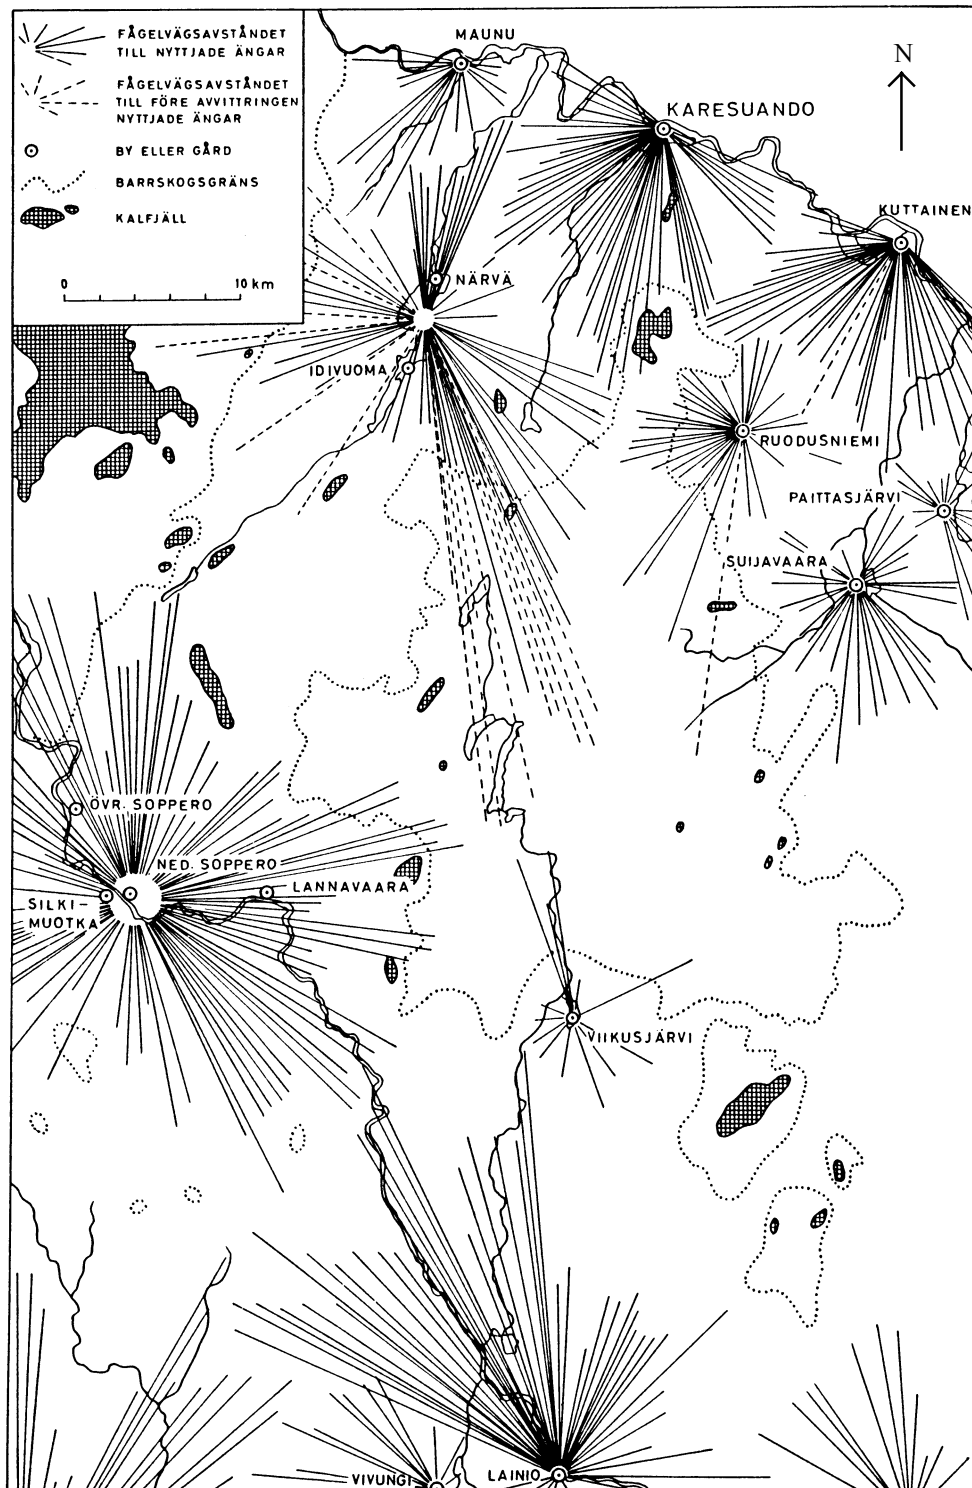 FÅGELVÄGSAVSTÅNDET
TILL NYTTJADE ÄNGAR
FÅGELVÄGSAVSTÅNDET
TILL FÖRE AVVITTRINGEN
NYTTJADE ÄNGAR
BY ELLER GÅRD
BARRSKOGSGRÄNS
KALFJÄLL
0 10 km
MAUNU
N
KARESUANDO
KUTTAINEN
NÄRVÄ
IDIVUOMA
RUODUSNIEMI
PAITTASJÄRVI
SUIJAVAARA
ÖVR. SOPPERO
NED. SOPPERO
LANNAVAARA
SILKI-
MUOTKA
VIIKUSJÄRVI
VIVUNGI
LAINIO